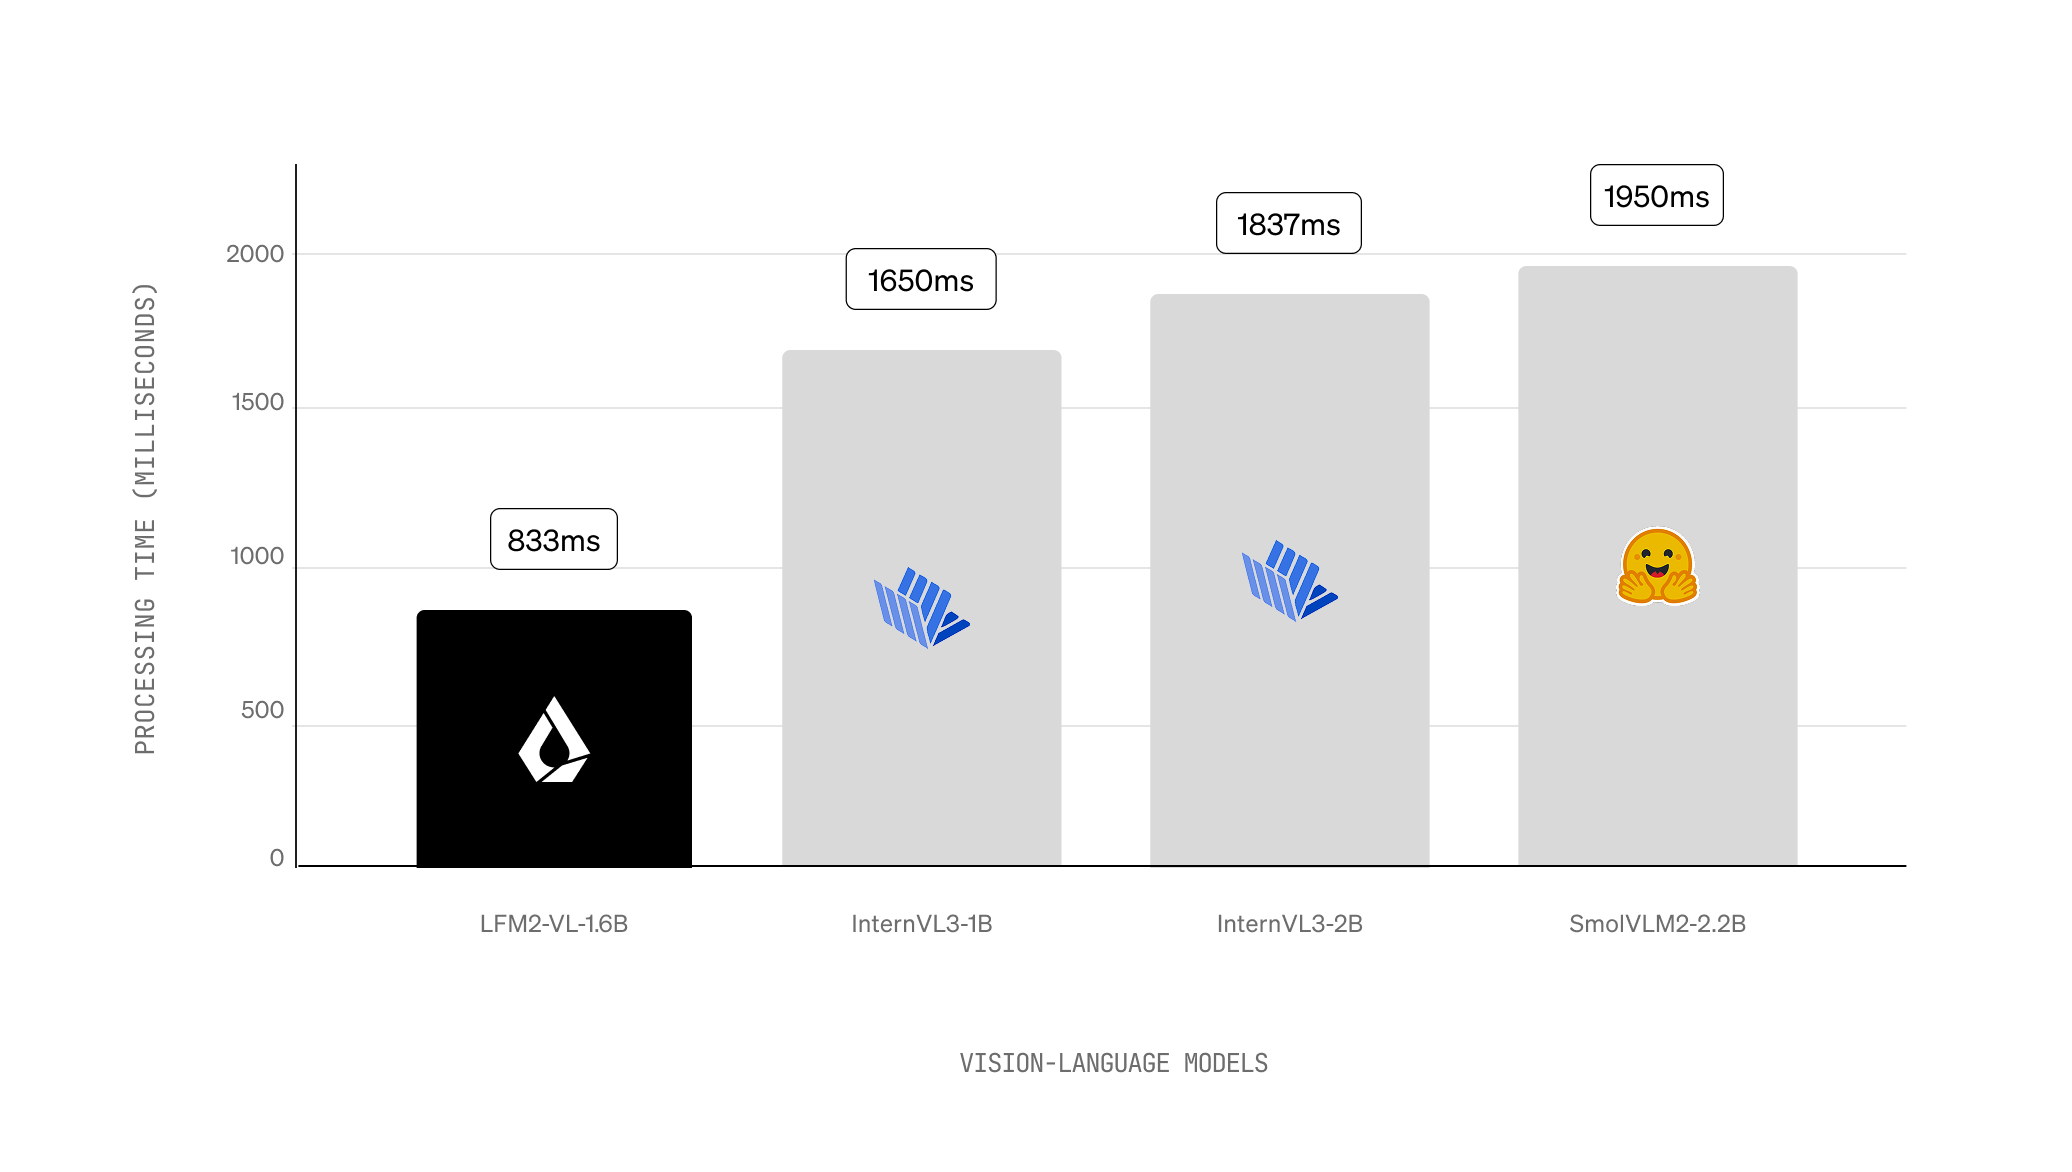 1950ms
1837ms
1650ms
833ms
2000
1500
1000
500
0
PROCESSING TIME (MILLISECONDS)
LFM2-VL-1.6B
InternVL3-1B
InternVL3-2B
SmolVLM2-2.2B
VISION-LANGUAGE MODELS